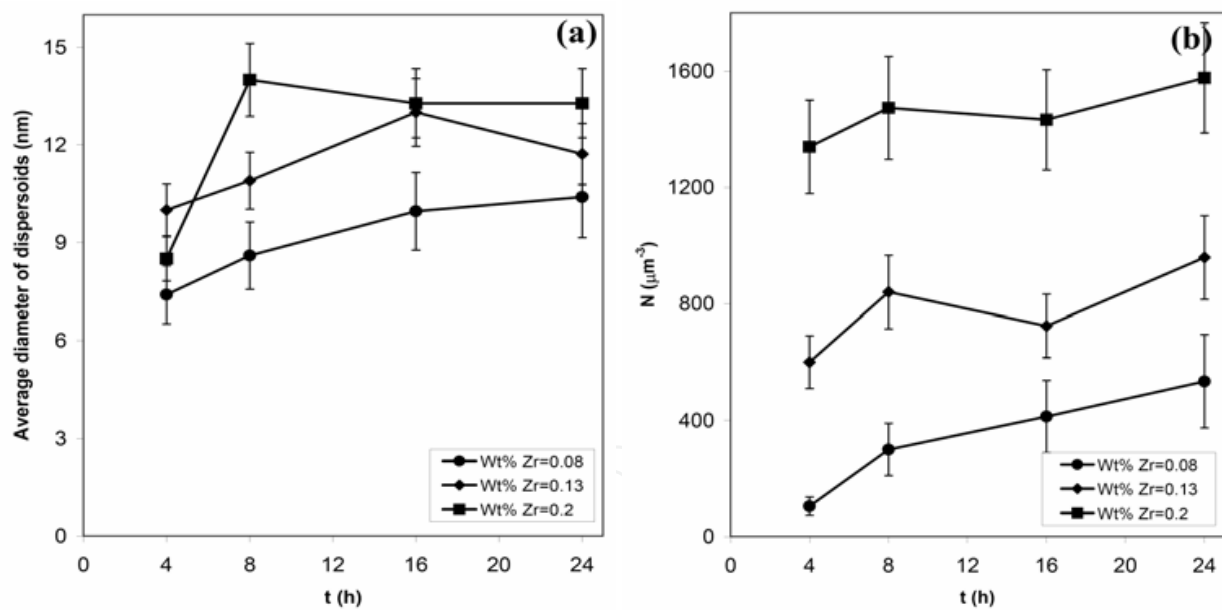 (a)
15
12
9
6
3
0
Average diameter of dispersoids (nm)
Wt% Zr=0.08
Wt% Zr=0.13
Wt% Zr=0.2
0 4 8 12 16 20 24
t (h)
(b)
1600
1200
800
400
0
N (μm⁻³)
Wt% Zr=0.08
Wt% Zr=0.13
Wt% Zr=0.2
0 4 8 12 16 20 24
t (h)